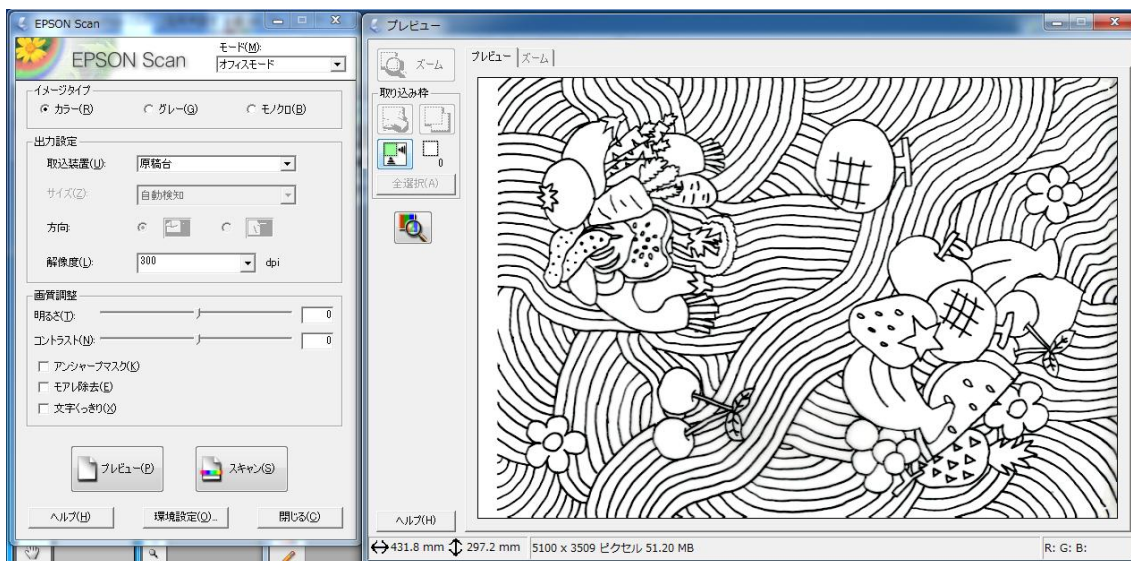 EPSON Scan
EPSON Scan
モード(M):
オフィスモード
イメージタイプ
カラー(R)
グレー(G)
モノクロ(B)
出力設定
取込装置(U):
原稿台
サイズ(Z):
自動検知
方向:
解像度(L):
300
dpi
画質調整
明るさ(T):
0
コントラスト(N):
0
アンシャープマスク(K)
モアレ除去(E)
文字くっきり(X)
プレビュー(P)
スキャン(S)
ヘルプ(H)
環境設定(O)...
閉じる(C)
プレビュー
ズーム
プレビュー
ズーム
取り込み枠
0
全選択(A)
ヘルプ(H)
431.8 mm
297.2 mm
5100 x 3509 ピクセル 51.20 MB
R: G: B: